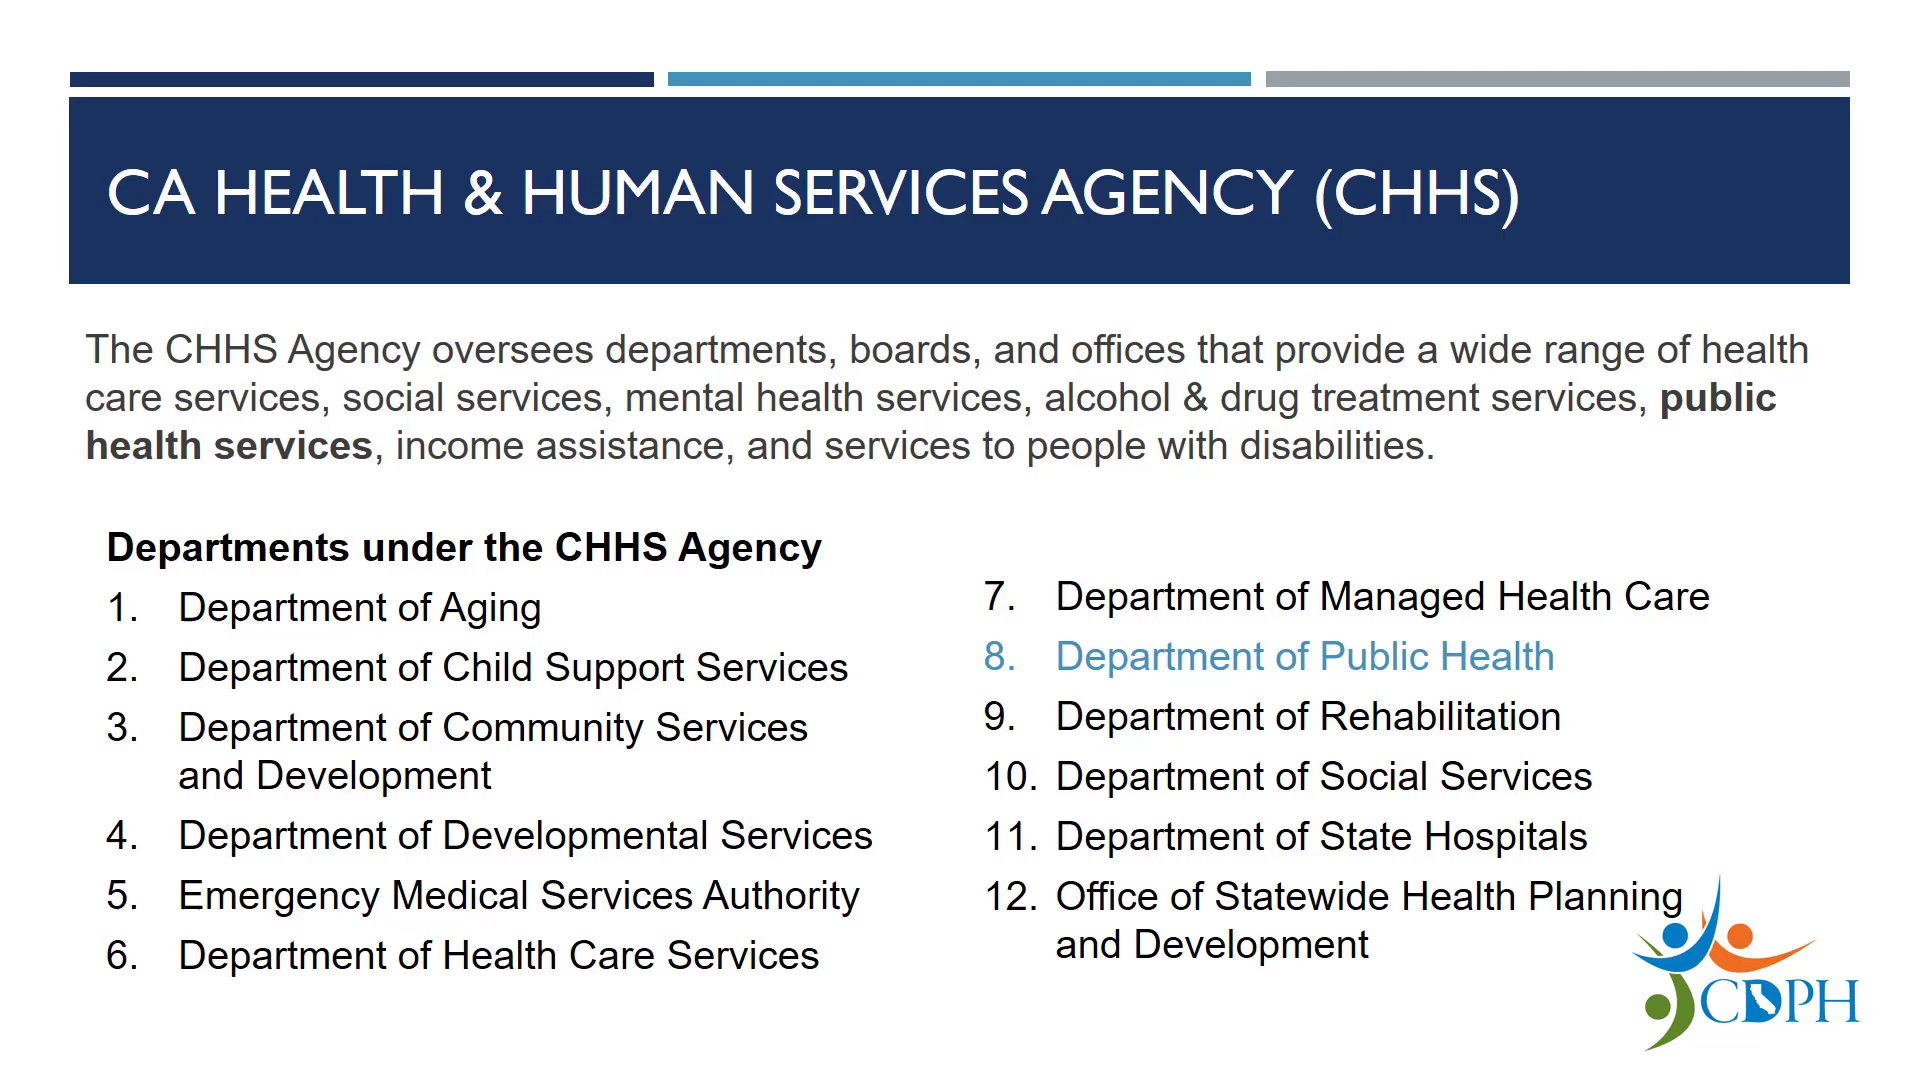 CA HEALTH & HUMAN SERVICES AGENCY (CHHS)
The CHHS Agency oversees departments, boards, and offices that provide a wide range of health
care services, social services, mental health services, alcohol & drug treatment services, public
health services, income assistance, and services to people with disabilities.
Departments under the CHHS Agency
1. Department of Aging
2. Department of Child Support Services
3. Department of Community Services
and Development
4. Department of Developmental Services
5. Emergency Medical Services Authority
6. Department of Health Care Services
7. Department of Managed Health Care
8. Department of Public Health
9. Department of Rehabilitation
10. Department of Social Services
11. Department of State Hospitals
12. Office of Statewide Health Planning
and Development
CDPH